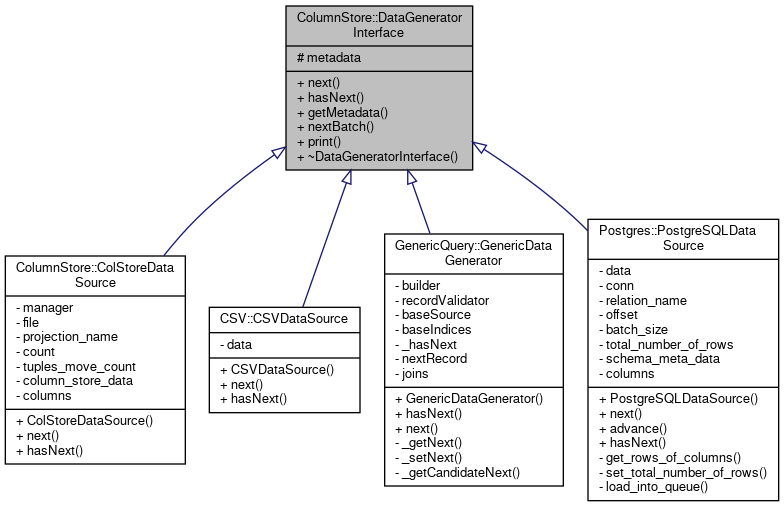 ColumnStore::DataGenerator
Interface
# metadata
+ next()
+ hasNext()
+ getMetadata()
+ nextBatch()
+ print()
+ ~DataGeneratorInterface()
ColumnStore::ColStoreData
Source
- manager
- file
- projection_name
- count
- tuples_move_count
- column_store_data
- columns
+ ColStoreDataSource()
+ next()
+ hasNext()
CSV::CSVDataSource
- data
+ CSVDataSource()
+ next()
+ hasNext()
GenericQuery::GenericData
Generator
- builder
- recordValidator
- baseSource
- baseIndices
- _hasNext
- nextRecord
- joins
+ GenericDataGenerator()
+ hasNext()
+ next()
- _getNext()
- _setNext()
- _getCandidateNext()
Postgres::PostgreSQLData
Source
- data
- conn
- relation_name
- offset
- batch_size
- total_number_of_rows
- schema_meta_data
- columns
+ PostgreSQLDataSource()
+ next()
+ advance()
+ hasNext()
- get_rows_of_columns()
- set_total_number_of_rows()
- load_into_queue()